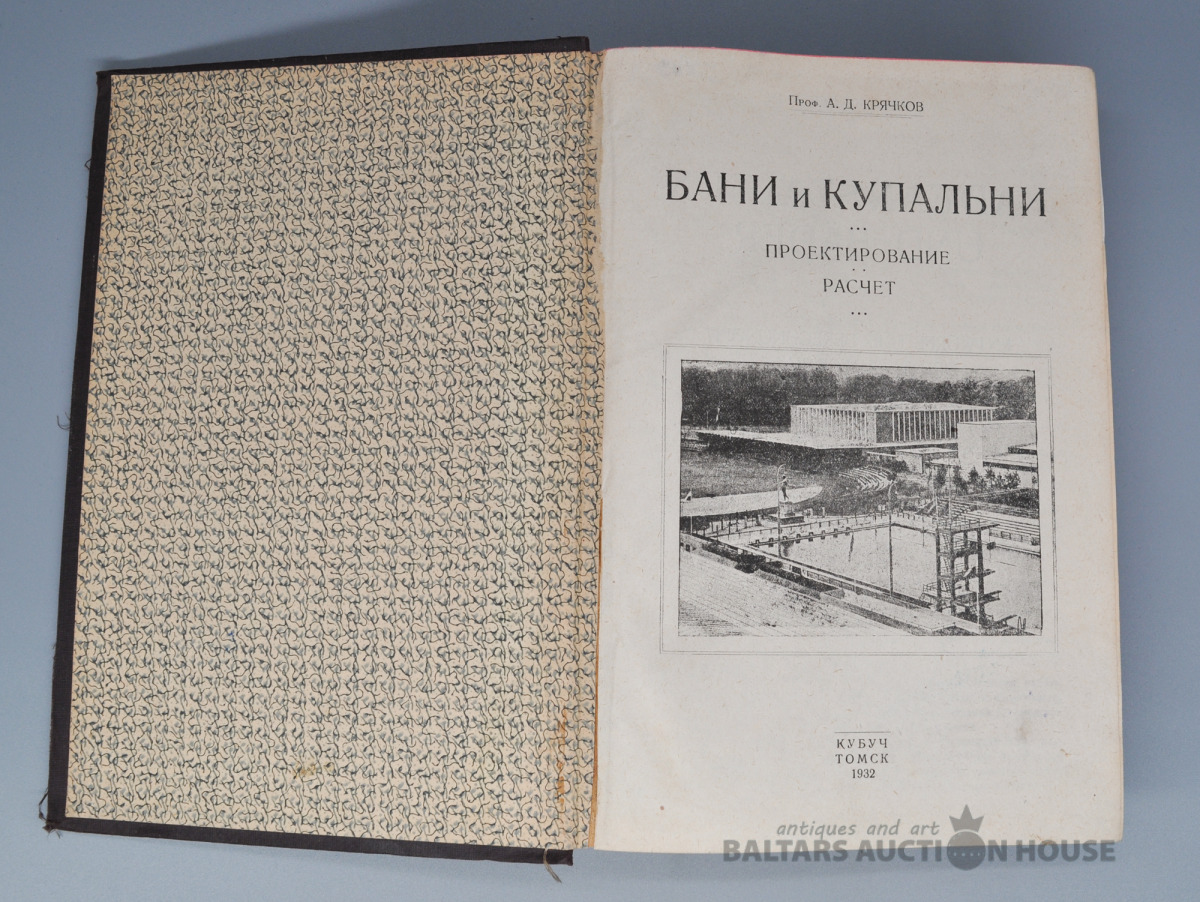 Проф. А. Д. КРЯЧКОВ
БАНИ и КУПАЛЬНИ
ПРОЕКТИРОВАНИЕ
РАСЧЕТ
КУБУЧ
ТОМСК
1932
antiques and art
BALTARS AUCTION HOUSE